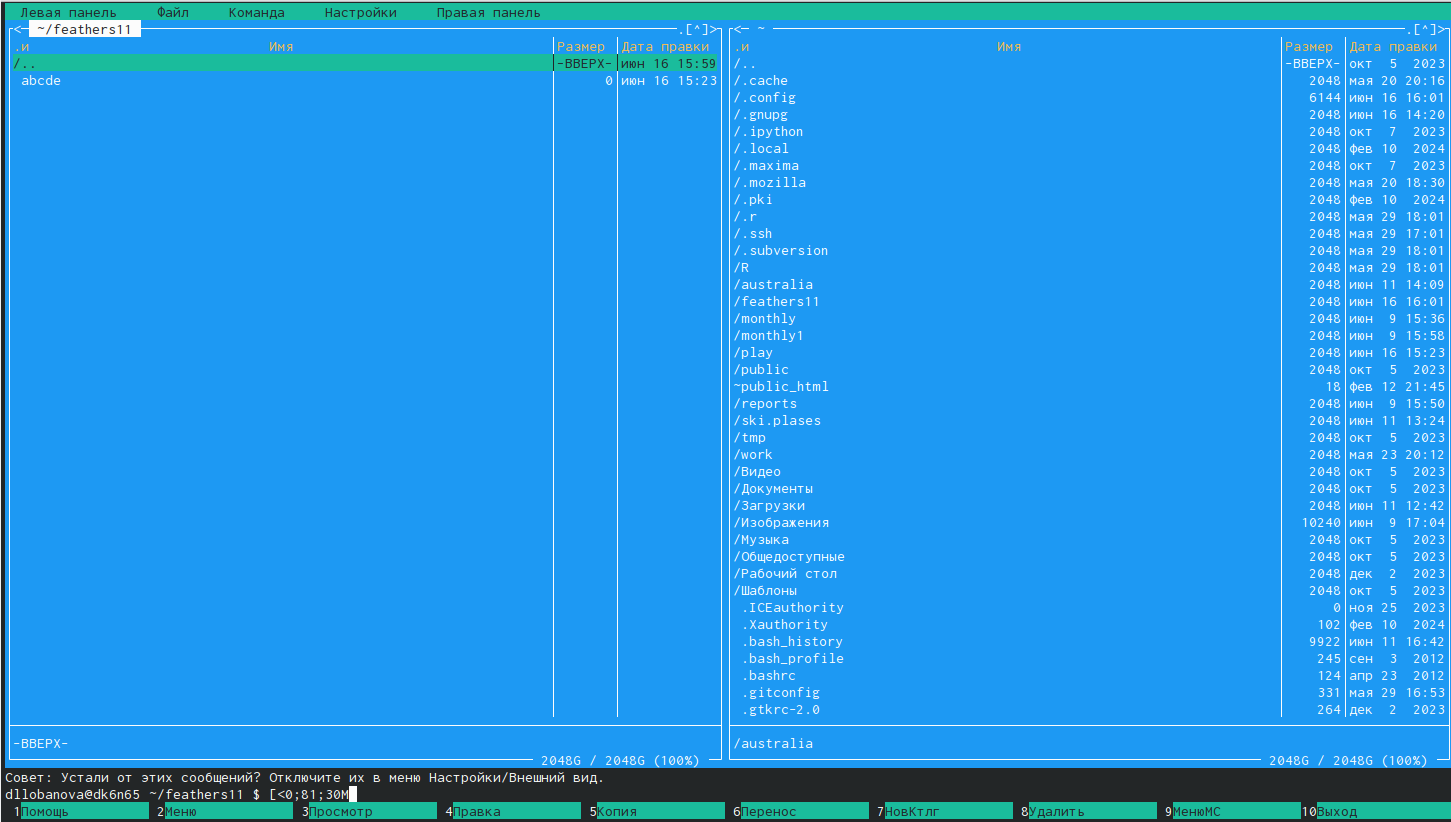 Левая панель Файл Команда Настройки Правая панель
<─ ~/feathers11 .[^]>
.и Имя Размер Дата правки
/.. -ВВЕРХ- июн 16 15:59
abcde 0 июн 16 15:23
-ВВЕРХ-
2048G / 2048G (100%)
<─ ~ .[^]>
.и Имя Размер Дата правки
/.. -ВВЕРХ- окт 5 2023
/.cache 2048 мая 20 20:16
/.config 6144 июн 16 16:01
/.gnupg 2048 июн 16 14:20
/.ipython 2048 окт 7 2023
/.local 2048 фев 10 2024
/.maxima 2048 окт 7 2023
/.mozilla 2048 мая 20 18:30
/.pki 2048 фев 10 2024
/.r 2048 мая 29 18:01
/.ssh 2048 мая 29 17:01
/.subversion 2048 мая 29 18:01
/R 2048 мая 29 18:01
/australia 2048 июн 11 14:09
/feathers11 2048 июн 16 16:01
/monthly 2048 июн 9 15:36
/monthly1 2048 июн 9 15:58
/play 2048 июн 16 15:23
/public 2048 окт 5 2023
~public_html 18 фев 12 21:45
/reports 2048 июн 9 15:50
/ski.plases 2048 июн 11 13:24
/tmp 2048 окт 5 2023
/work 2048 мая 23 20:12
/Видео 2048 окт 5 2023
/Документы 2048 окт 5 2023
/Загрузки 2048 июн 11 12:42
/Изображения 10240 июн 9 17:04
/Музыка 2048 окт 5 2023
/Общедоступные 2048 окт 5 2023
/Рабочий стол 2048 дек 2 2023
/Шаблоны 2048 окт 5 2023
.ICEauthority 0 ноя 25 2023
.Xauthority 102 фев 10 2024
.bash_history 9922 июн 11 16:42
.bash_profile 245 сен 3 2012
.bashrc 124 апр 23 2012
.gitconfig 331 мая 29 16:53
.gtkrc-2.0 264 дек 2 2023
/australia
2048G / 2048G (100%)
Совет: Устали от этих сообщений? Отключите их в меню Настройки/Внешний вид.
dllobanova@dk6n65 ~/feathers11 $ [<0;81;30M
1Помощь 2Меню 3Просмотр 4Правка 5Копия 6Перенос 7НовКтлг 8Удалить 9МенюMC 10Выход